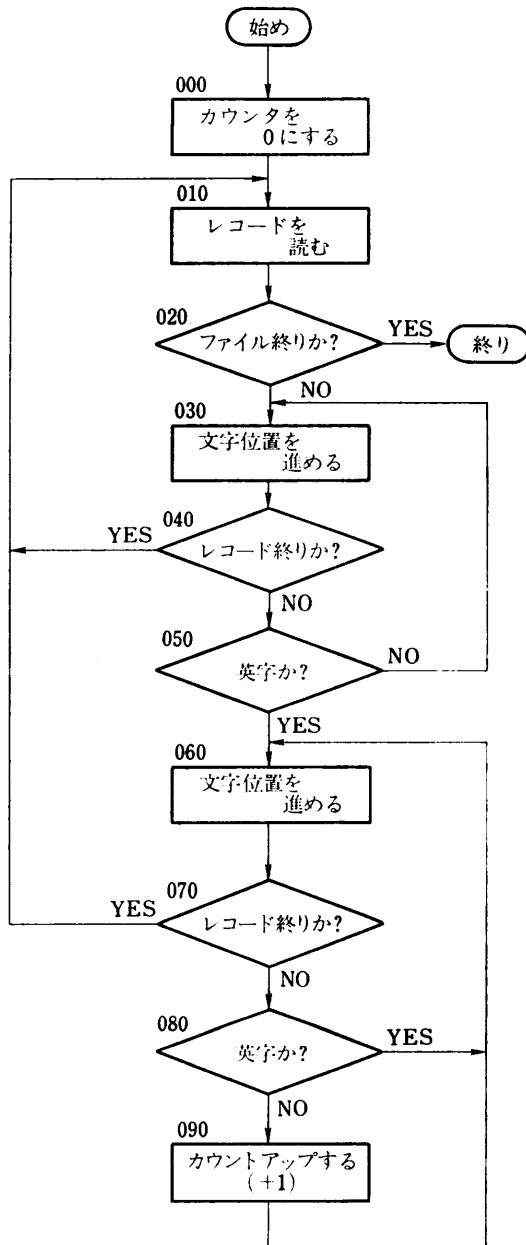 始め
000
カウンタを
0にする
010
レコードを
読む
020
ファイル終りか?
YES
終り
NO
030
文字位置を
進める
040
YES
レコード終りか?
NO
050
英字か?
NO
YES
060
文字位置を
進める
070
YES
レコード終りか?
NO
080
英字か?
YES
NO
090
カウントアップする
(+1)